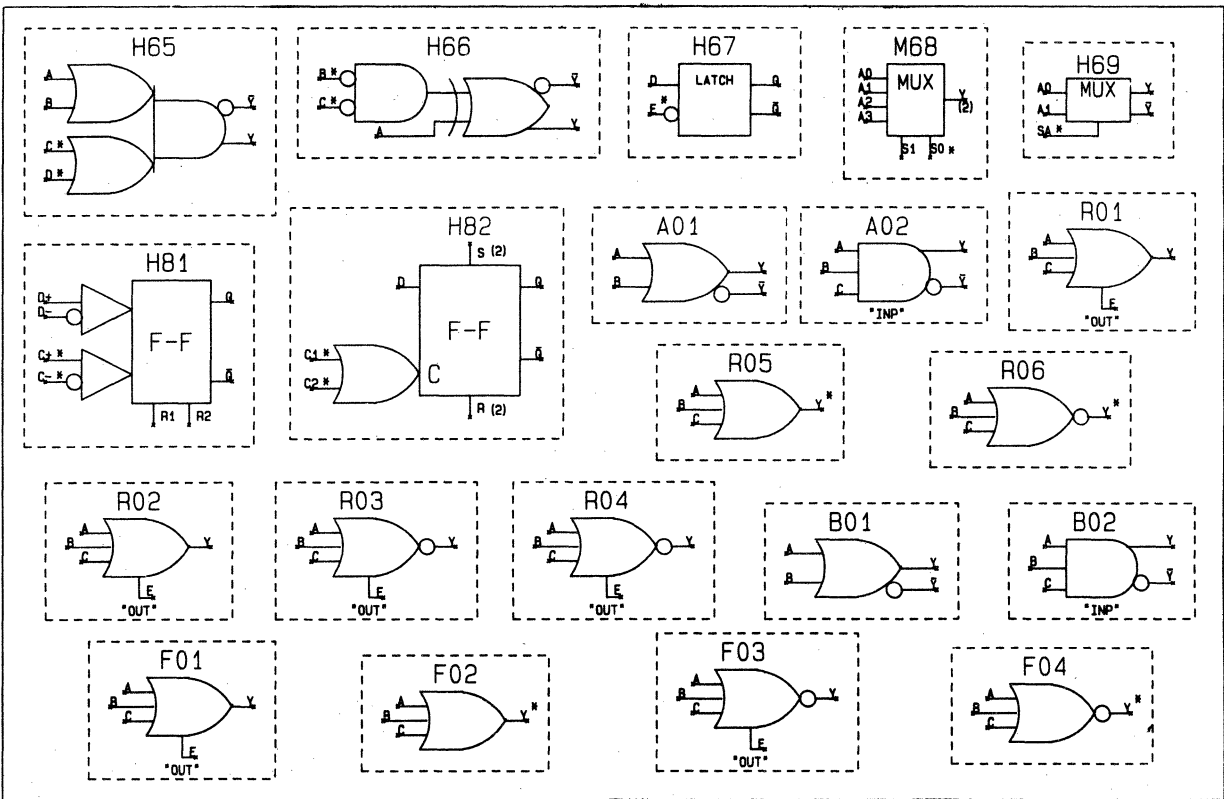 H65
A
B
C *
D *
Ȳ
Y
H66
B *
C *
A
Ȳ
Y
H67
LATCH
D
E *
Q
Q̄
M68
MUX
A0
A1
A2
A3
Y
(2)
S1 S0 *
H69
MUX
A0
A1
SA *
Y
Ȳ
H81
D+
D-
C+ *
C- *
F-F
Q
Q̄
R1 R2
H82
S (2)
D
C1 *
C2 *
F-F
C
Q
Q̄
R (2)
A01
A
B
Y
Ȳ
A02
A
B
C
Y
Ȳ
"INP"
R01
A
B
C
Y
E
"OUT"
R05
A
B
C
Y *
R06
A
B
C
Y *
R02
A
B
C
Y
E
"OUT"
R03
A
B
C
Y
E
"OUT"
R04
A
B
C
Y
E
"OUT"
B01
A
B
Y
Ȳ
B02
A
B
C
Y
Ȳ
"INP"
F01
A
B
C
Y
E
"OUT"
F02
A
B
C
Y *
F03
A
B
C
Y
E
"OUT"
F04
A
B
C
Y *